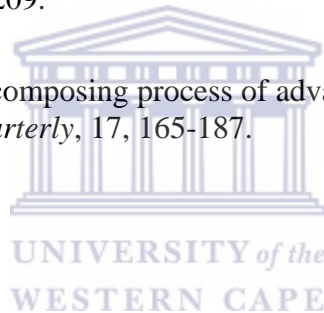 209.
composing process of adva
arterly, 17, 165-187.
UNIVERSITY of the
WESTERN CAPE